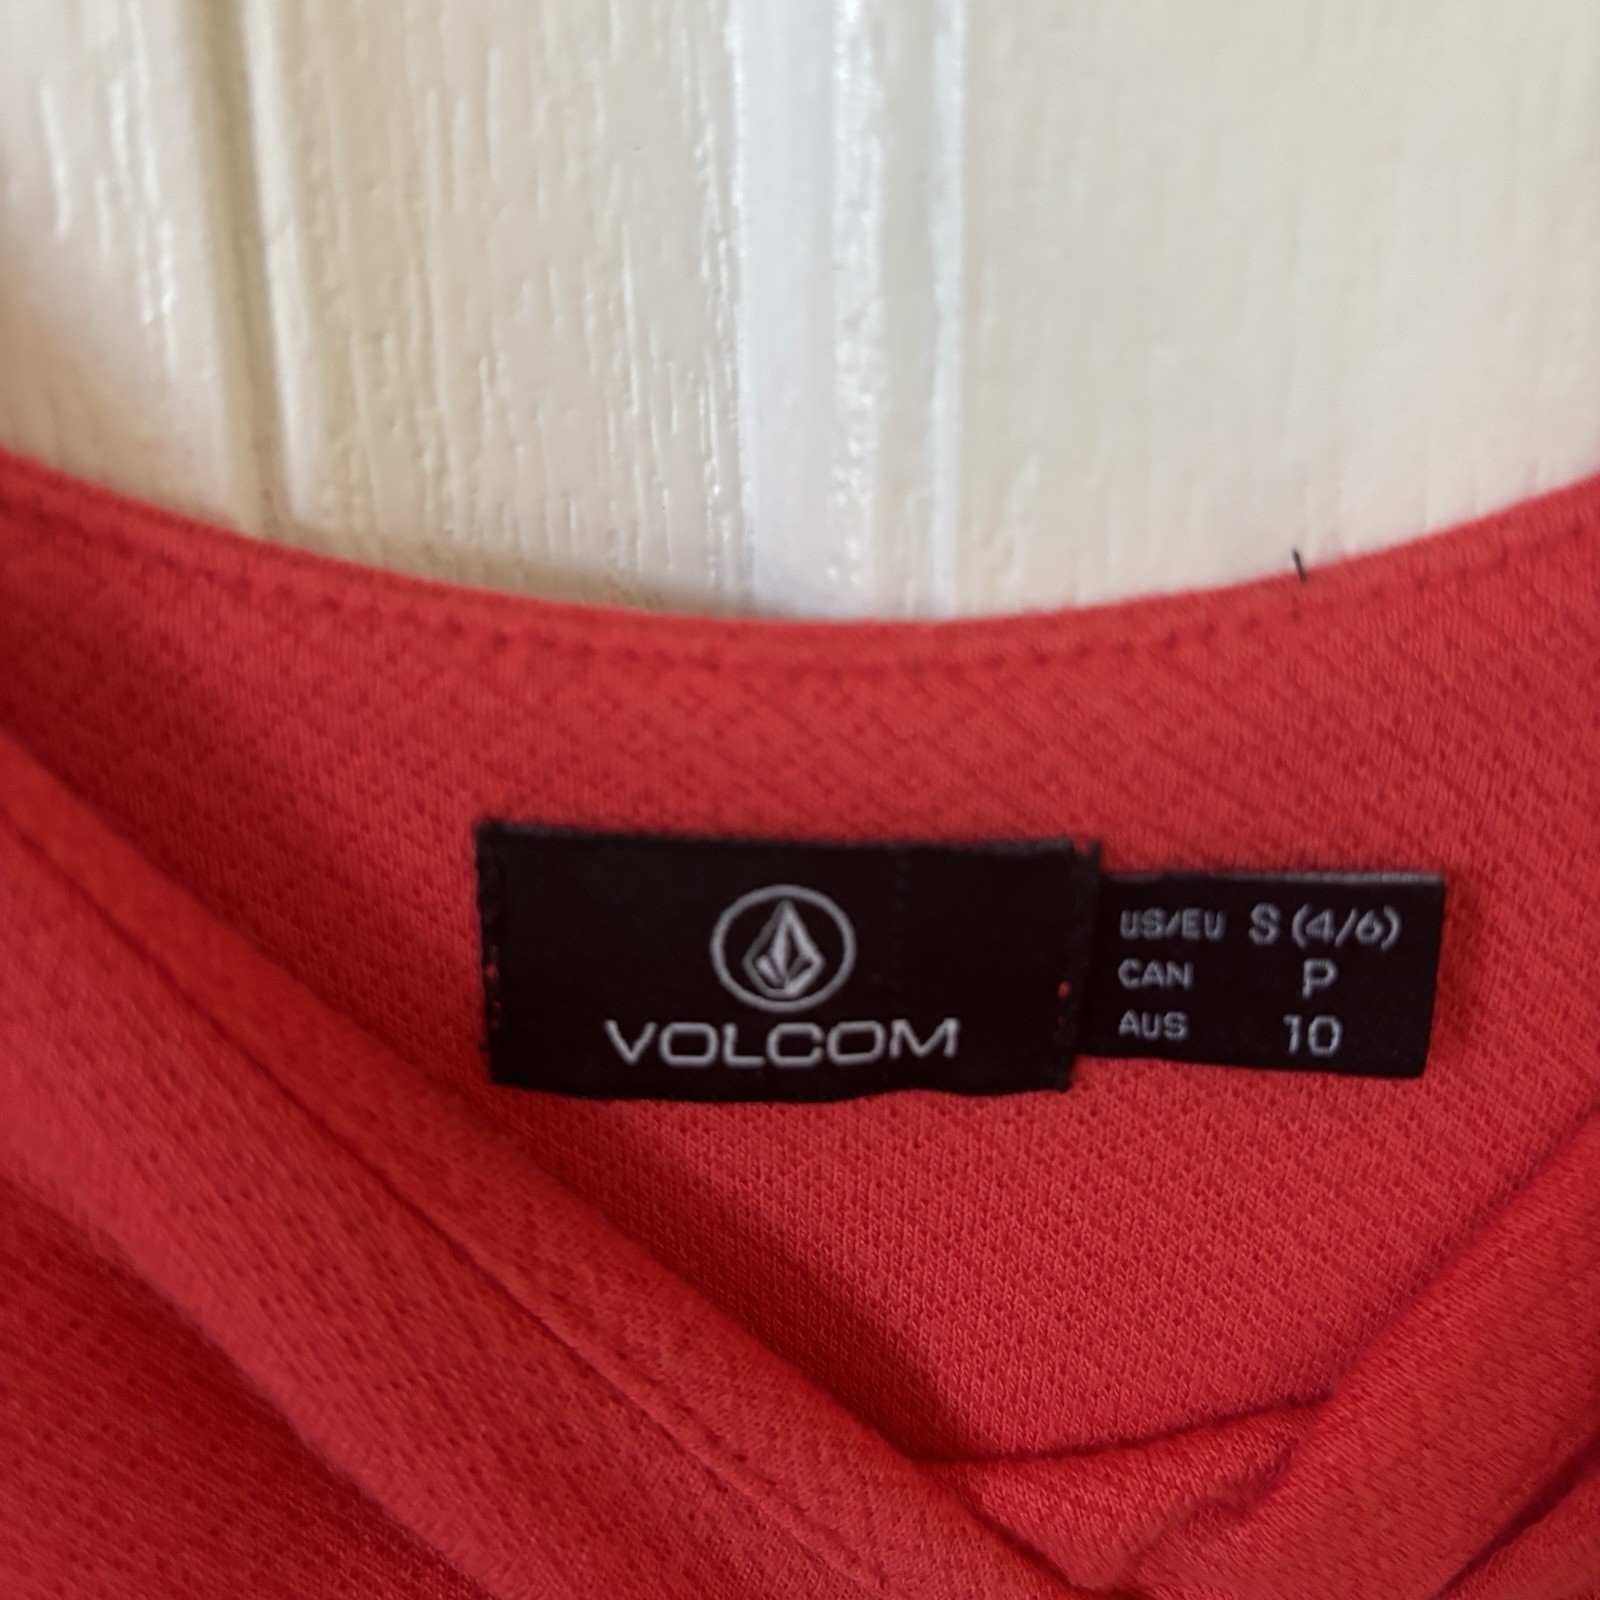 VOLCOM
US/EU S (4/6)
CAN P
AUS 10